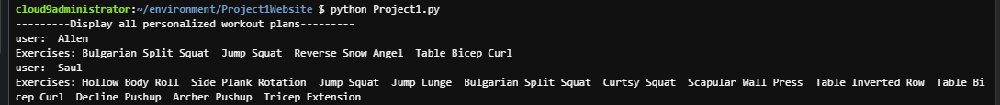 cloud9administrator:~/environment/Project1Website $ python Project1.py
---------Display all personalized workout plans---------
user:  Allen
Exercises: Bulgarian Split Squat  Jump Squat  Reverse Snow Angel  Table Bicep Curl
user:  Saul
Exercises: Hollow Body Roll  Side Plank Rotation  Jump Squat  Jump Lunge  Bulgarian Split Squat  Curtsy Squat  Scapular Wall Press  Table Inverted Row  Table Bi
cep Curl  Decline Pushup  Archer Pushup  Tricep Extension